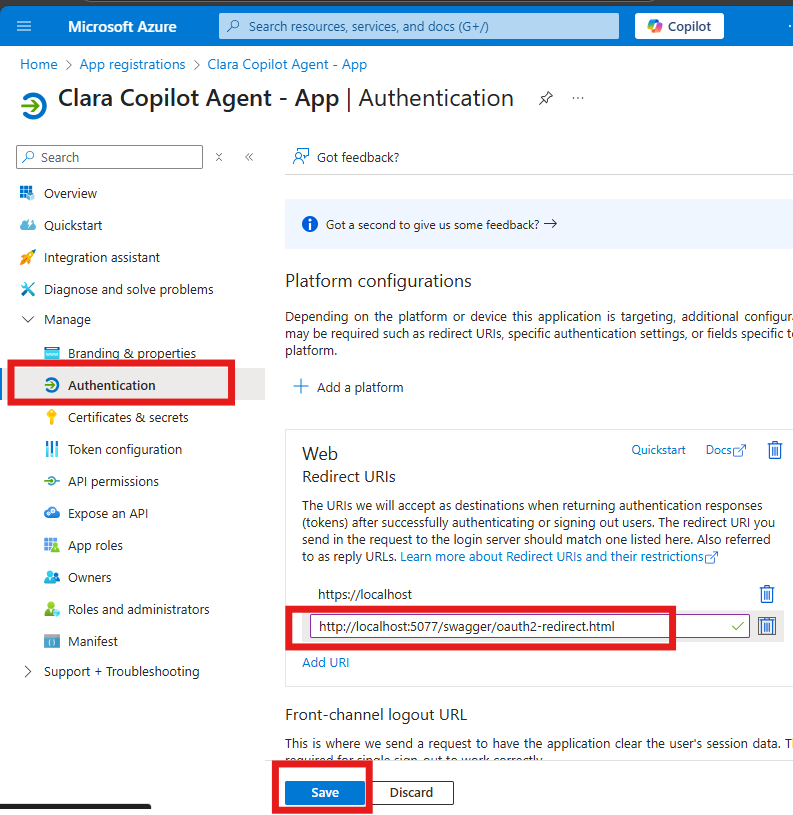 Microsoft Azure
Search resources, services, and docs (G+/)
Copilot
Home > App registrations > Clara Copilot Agent - App
Clara Copilot Agent - App | Authentication
Search
Got feedback?
Overview
Quickstart
Integration assistant
Diagnose and solve problems
Manage
Branding & properties
Authentication
Certificates & secrets
Token configuration
API permissions
Expose an API
App roles
Owners
Roles and administrators
Manifest
Support + Troubleshooting
Got a second to give us some feedback?
Platform configurations
Depending on the platform or device this application is targeting, additional
may be required such as redirect URIs, specific authentication settings, or fields specific
platform.
Add a platform
Web
Quickstart
Docs
Redirect URIs
The URIs we will accept as destinations when returning authentication responses
(tokens) after successfully authenticating or signing out users. The redirect URI you
send in the request to the login server should match one listed here. Also referred
to as reply URLs. Learn more about Redirect URIs and their restrictions
https://localhost
http://localhost:5077/swagger/oauth2-redirect.html
Add URI
Front-channel logout URL
This is where we send a request to have the application clear the user's session data.
required for single sign-out to work correctly.
Save
Discard